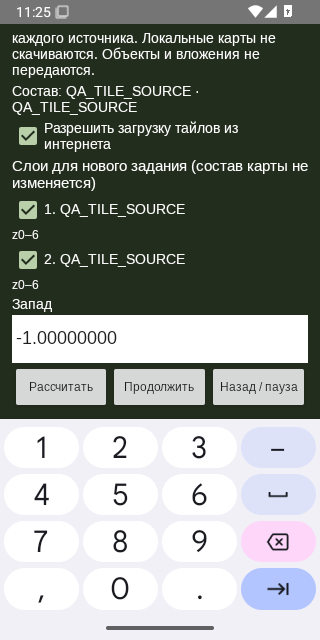 11:25
каждого источника. Локальные карты не
скачиваются. Объекты и вложения не
передаются.
Состав: QA_TILE_SOURCE ·
QA_TILE_SOURCE
Разрешить загрузку тайлов из
интернета
Слои для нового задания (состав карты не
изменяется)
1. QA_TILE_SOURCE
z0–6
2. QA_TILE_SOURCE
z0–6
Запад
-1.00000000
Рассчитать Продолжить Назад / пауза
1 2 3 –
4 5 6
7 8 9
, 0 .